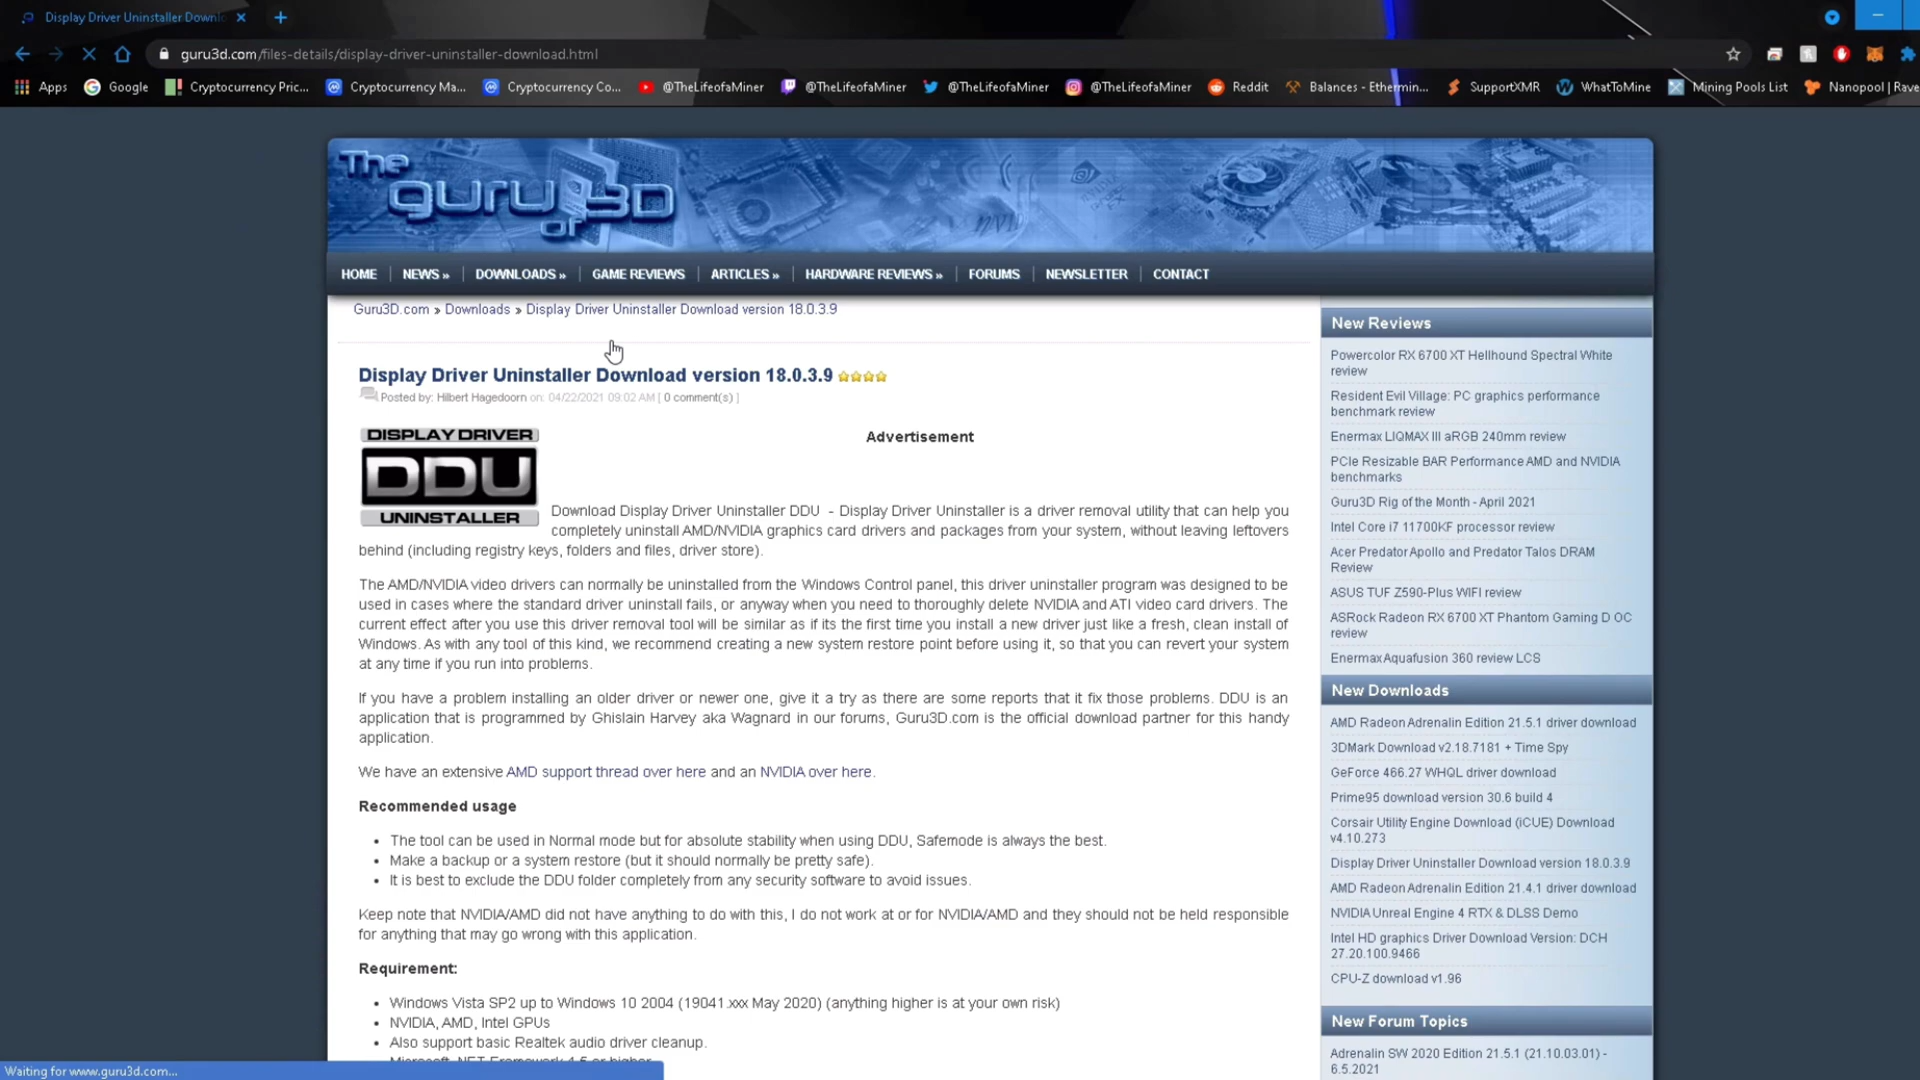 Display Driver Uninstaller Downl
guru3d.com/files-details/display-driver-uninstaller-download.html
Apps Google Cryptocurrency Pric... Cryptocurrency Ma... Cryptocurrency Co... @TheLifeofaMiner @TheLifeofaMiner @TheLifeofaMiner @TheLifeofaMiner Reddit Balances - Ethermin... SupportXMR WhatToMine Mining Pools List Nanopool | Rave
The
guru of 3D
HOME NEWS » DOWNLOADS » GAME REVIEWS ARTICLES » HARDWARE REVIEWS » FORUMS NEWSLETTER CONTACT
Guru3D.com » Downloads » Display Driver Uninstaller Download version 18.0.3.9
Display Driver Uninstaller Download version 18.0.3.9
Posted by: Hilbert Hagedoorn on: 04/22/2021 09:02 AM [ 0 comment(s) ]
DISPLAY DRIVER
DDU
UNINSTALLER
Advertisement
Download Display Driver Uninstaller DDU - Display Driver Uninstaller is a driver removal utility that can help you
completely uninstall AMD/NVIDIA graphics card drivers and packages from your system, without leaving leftovers
behind (including registry keys, folders and files, driver store).
The AMD/NVIDIA video drivers can normally be uninstalled from the Windows Control panel, this driver uninstaller program was designed to be
used in cases where the standard driver uninstall fails, or anyway when you need to thoroughly delete NVIDIA and ATI video card drivers. The
current effect after you use this driver removal tool will be similar as if its the first time you install a new driver just like a fresh, clean install of
Windows. As with any tool of this kind, we recommend creating a new system restore point before using it, so that you can revert your system
at any time if you run into problems.
If you have a problem installing an older driver or newer one, give it a try as there are some reports that it fix those problems. DDU is an
application that is programmed by Ghislain Harvey aka Wagnard in our forums, Guru3D.com is the official download partner for this handy
application.
We have an extensive AMD support thread over here and an NVIDIA over here.
Recommended usage
• The tool can be used in Normal mode but for absolute stability when using DDU, Safemode is always the best.
• Make a backup or a system restore (but it should normally be pretty safe).
• It is best to exclude the DDU folder completely from any security software to avoid issues.
Keep note that NVIDIA/AMD did not have anything to do with this, I do not work at or for NVIDIA/AMD and they should not be held responsible
for anything that may go wrong with this application.
Requirement:
• Windows Vista SP2 up to Windows 10 2004 (19041.xxx May 2020) (anything higher is at your own risk)
• NVIDIA, AMD, Intel GPUs
• Also support basic Realtek audio driver cleanup.
• Microsoft .NET Framework 4.5 or higher
New Reviews
Powercolor RX 6700 XT Hellhound Spectral White
review
Resident Evil Village: PC graphics performance
benchmark review
Enermax LIQMAX III aRGB 240mm review
PCIe Resizable BAR Performance AMD and NVIDIA
benchmarks
Guru3D Rig of the Month - April 2021
Intel Core i7 11700KF processor review
Acer Predator Apollo and Predator Talos DRAM
Review
ASUS TUF Z590-Plus WIFI review
ASRock Radeon RX 6700 XT Phantom Gaming D OC
review
Enermax Aquafusion 360 review LCS
New Downloads
AMD Radeon Adrenalin Edition 21.5.1 driver download
3DMark Download v2.18.7181 + Time Spy
GeForce 466.27 WHQL driver download
Prime95 download version 30.6 build 4
Corsair Utility Engine Download (iCUE) Download
v4.10.273
Display Driver Uninstaller Download version 18.0.3.9
AMD Radeon Adrenalin Edition 21.4.1 driver download
NVIDIA Unreal Engine 4 RTX & DLSS Demo
Intel HD graphics Driver Download Version: DCH
27.20.100.9466
CPU-Z download v1.96
New Forum Topics
Adrenalin SW 2020 Edition 21.5.1 (21.10.03.01) -
6.5.2021
Waiting for www.guru3d.com...